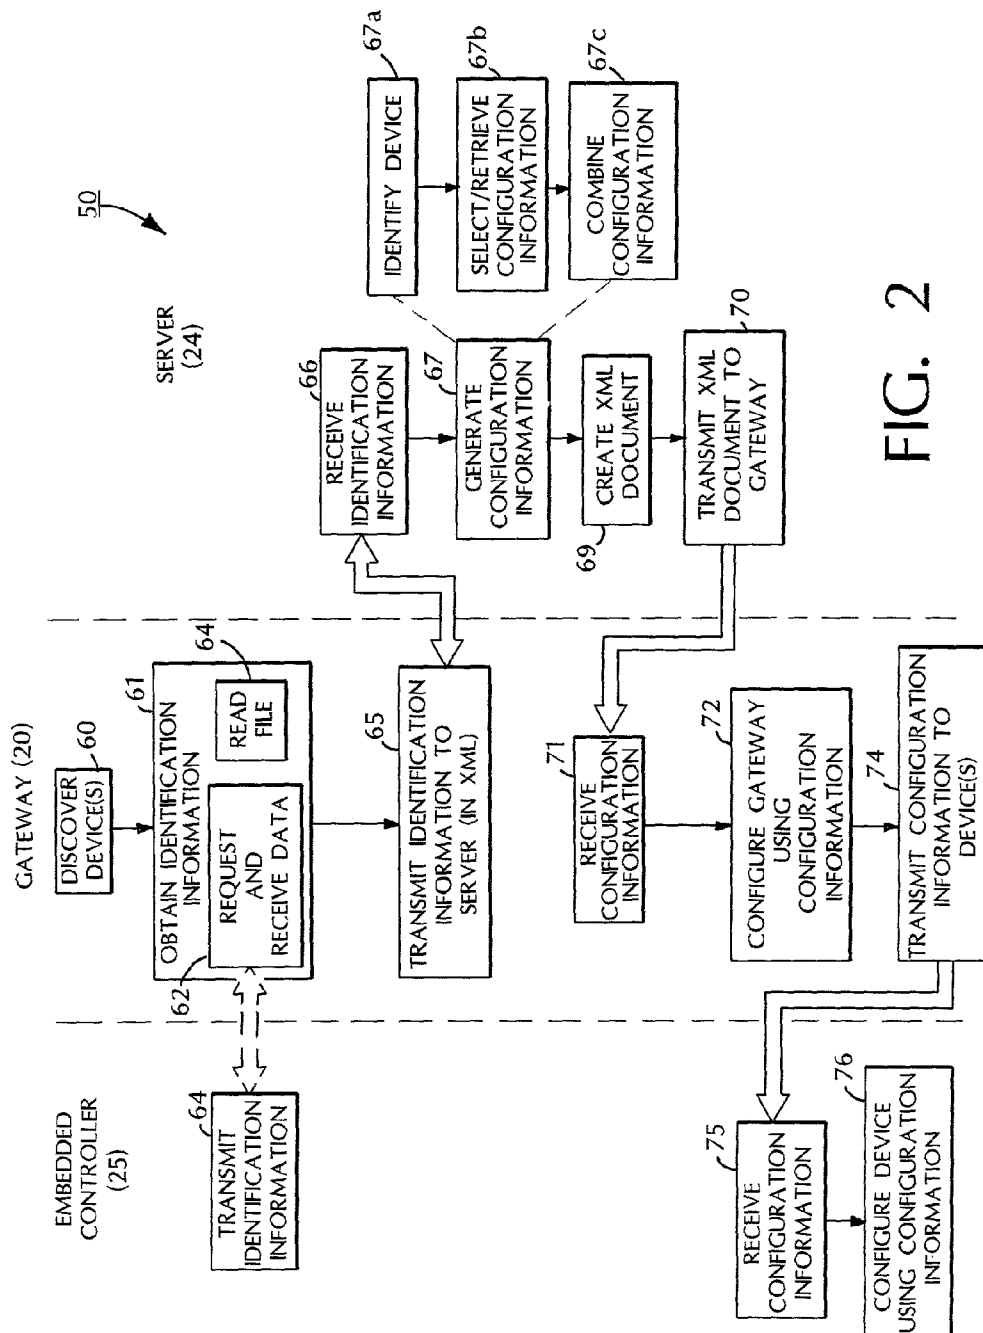 50
EMBEDDED
CONTROLLER
(25)
GATEWAY (20)
SERVER
(24)
DISCOVER
DEVICE(S)
60
61
OBTAIN IDENTIFICATION
INFORMATION
62
REQUEST
AND
RECEIVE DATA
64
READ
FILE
64
TRANSMIT
IDENTIFICATION
INFORMATION
65
TRANSMIT IDENTIFICATION
INFORMATION TO
SERVER (IN XML)
66
RECEIVE
IDENTIFICATION
INFORMATION
67
GENERATE
CONFIGURATION
INFORMATION
67a
IDENTIFY DEVICE
67b
SELECT/RETRIEVE
CONFIGURATION
INFORMATION
67c
COMBINE
CONFIGURATION
INFORMATION
69
CREATE XML
DOCUMENT
70
TRANSMIT XML
DOCUMENT TO
GATEWAY
71
RECEIVE
CONFIGURATION
INFORMATION
72
CONFIGURE GATEWAY
USING
CONFIGURATION
INFORMATION
74
TRANSMIT CONFIGURATION
INFORMATION TO
DEVICE(S)
75
RECEIVE
CONFIGURATION
INFORMATION
76
CONFIGURE DEVICE
USING CONFIGURATION
INFORMATION
FIG. 2